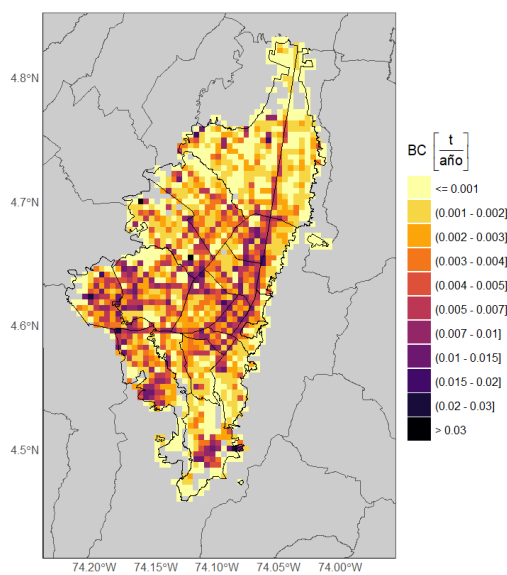 4.8°N
4.7°N
4.6°N
4.5°N
74.20°W 74.15°W 74.10°W 74.05°W 74.00°W
BC [t/año]
<= 0.001
(0.001 - 0.002]
(0.002 - 0.003]
(0.003 - 0.004]
(0.004 - 0.005]
(0.005 - 0.007]
(0.007 - 0.01]
(0.01 - 0.015]
(0.015 - 0.02]
(0.02 - 0.03]
> 0.03